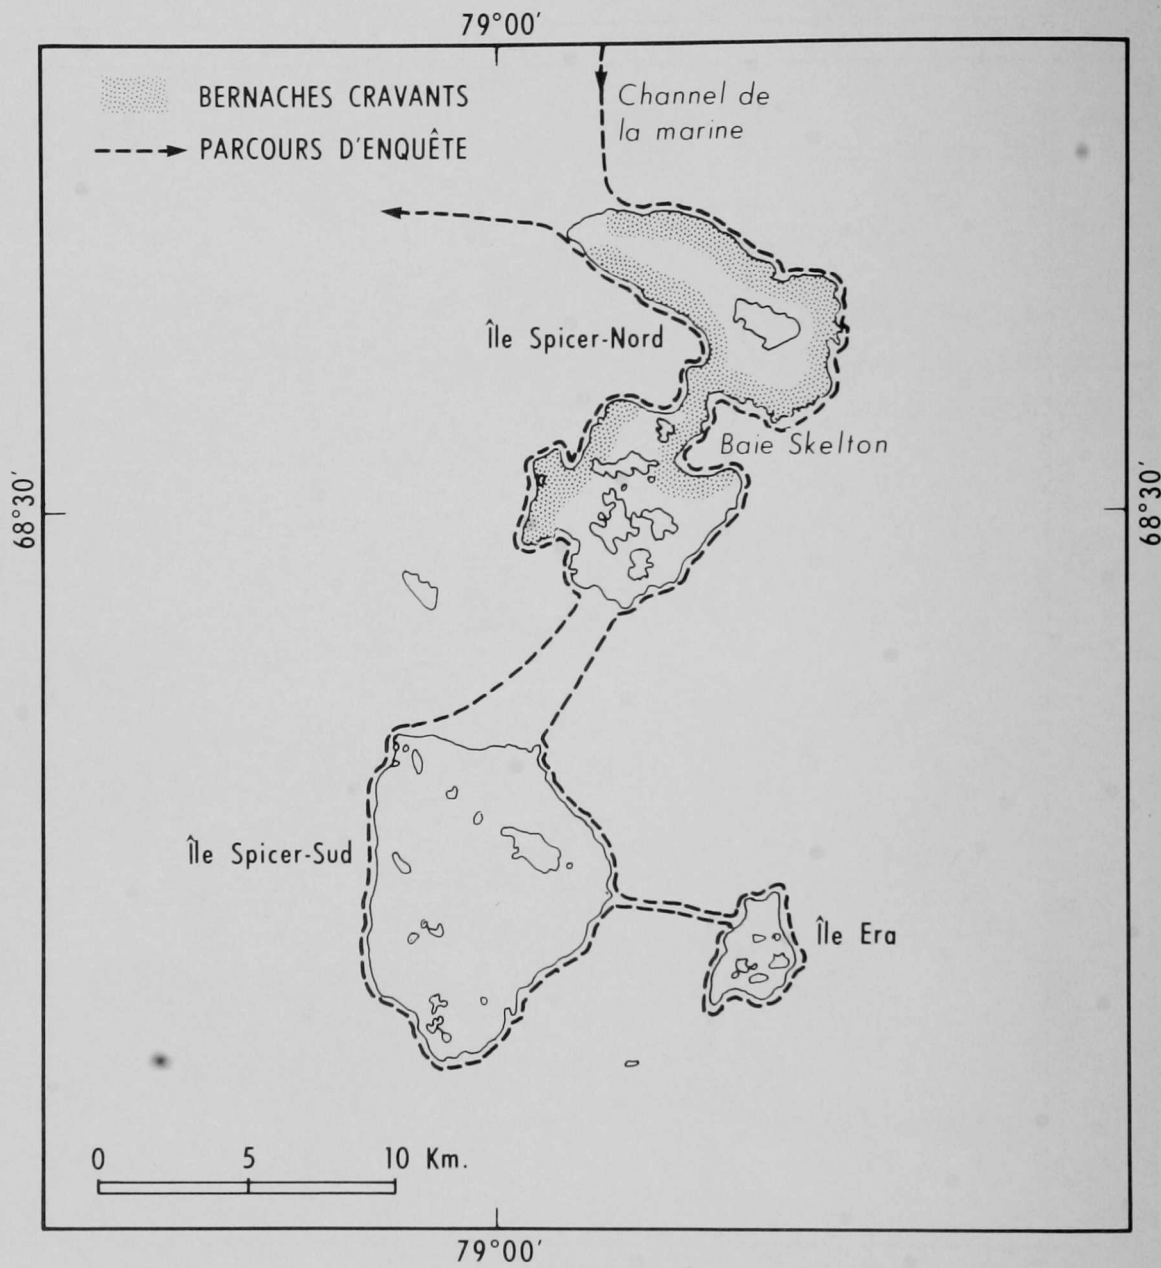 79°00′
BERNACHES CRAVANTS
PARCOURS D'ENQUÊTE
Channel de
la marine
Île Spicer-Nord
Baie Skelton
68°30′
68°30′
Île Spicer-Sud
Île Era
0 5 10 Km.
79°00′